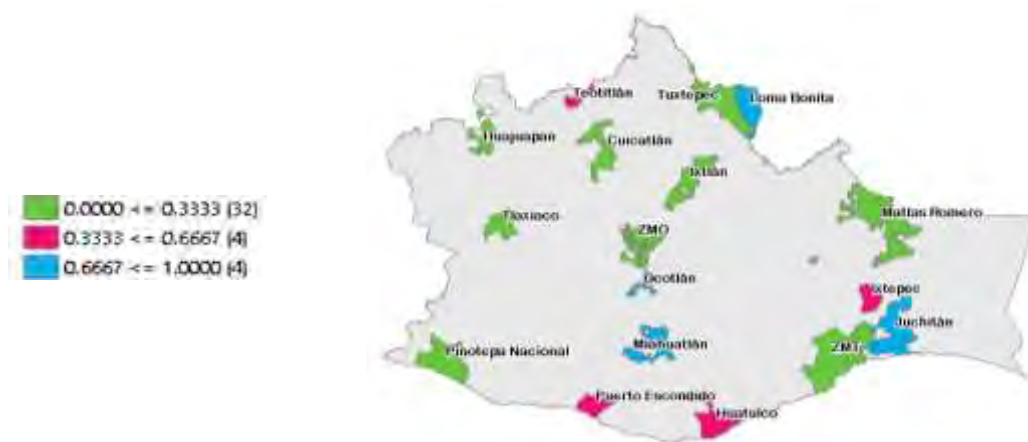 Teotitlán
Tuxtepec
Loma Bonita
Huajuapan
Cuicatlán
Ixtlán
0.0000 <= 0.3333 (32)
0.3333 <= 0.6667 (4)
0.6667 <= 1.0000 (4)
Tlaxiaco
ZMO
Matías Romero
Ocotlán
Ixtepec
Juchitán
Pinotepa Nacional
Miahuatlán
ZMT
Puerto Escondido
Huatulco